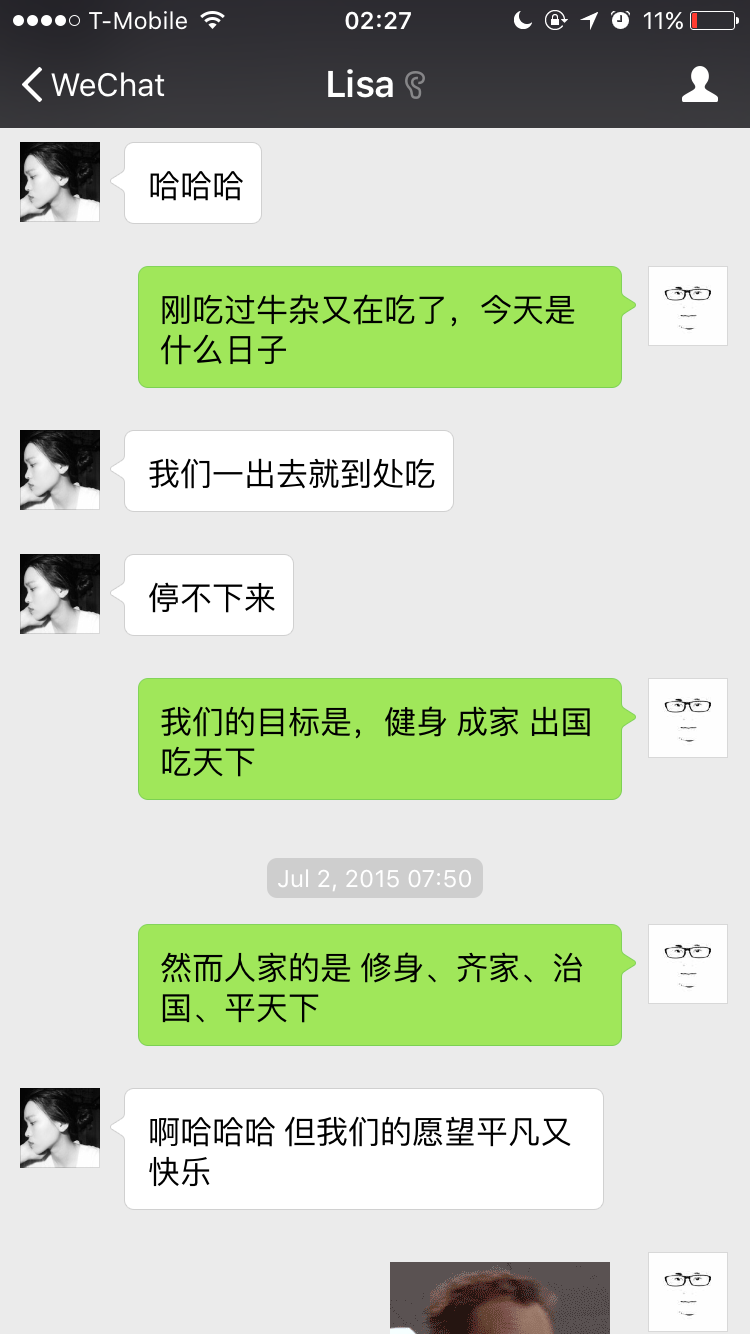 T-Mobile 02:27 11%
WeChat Lisa
哈哈哈
刚吃过牛杂又在吃了，今天是
什么日子
我们一出去就到处吃
停不下来
我们的目标是，健身 成家 出国
吃天下
Jul 2, 2015 07:50
然而人家的是 修身、齐家、治
国、平天下
啊哈哈哈 但我们的愿望平凡又
快乐